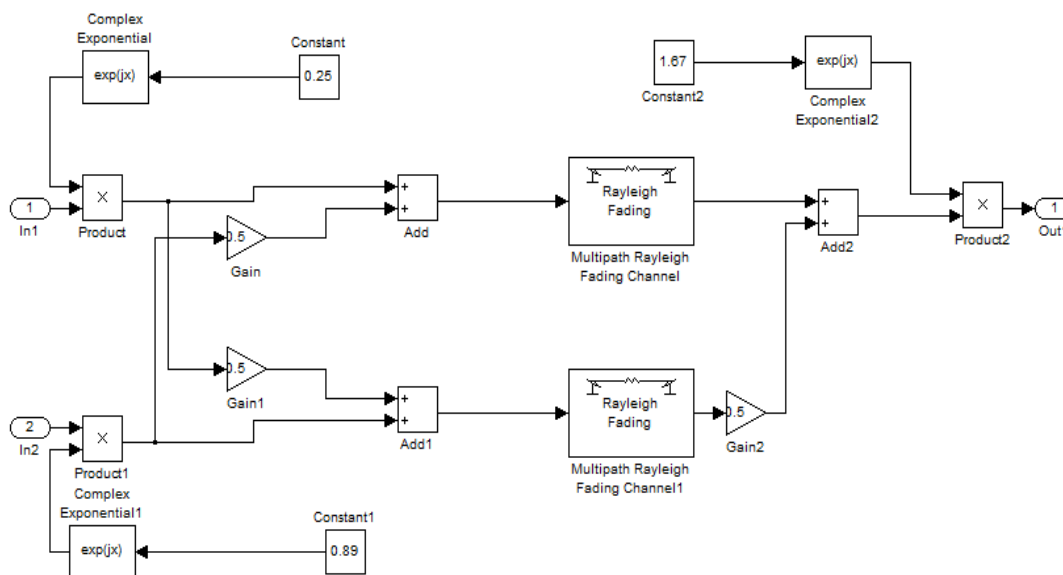 Complex
Exponential
exp(jx)
Constant
0.25
1.67
Constant2
exp(jx)
Complex
Exponential2
1
In1
×
Product
0.5
Gain
+
+
Add
Rayleigh
Fading
Multipath Rayleigh
Fading Channel
+
+
Add2
×
Product2
1
Out1
2
In2
×
Product1
0.5
Gain1
+
+
Add1
Rayleigh
Fading
Multipath Rayleigh
Fading Channel1
0.5
Gain2
Complex
Exponential1
exp(jx)
Constant1
0.89